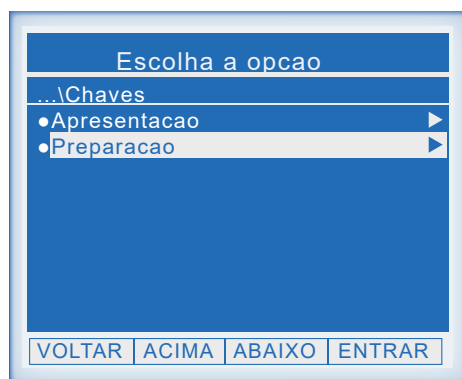 Escolha a opcao
...\Chaves
●Apresentacao
●Preparacao
VOLTAR ACIMA ABAIXO ENTRAR